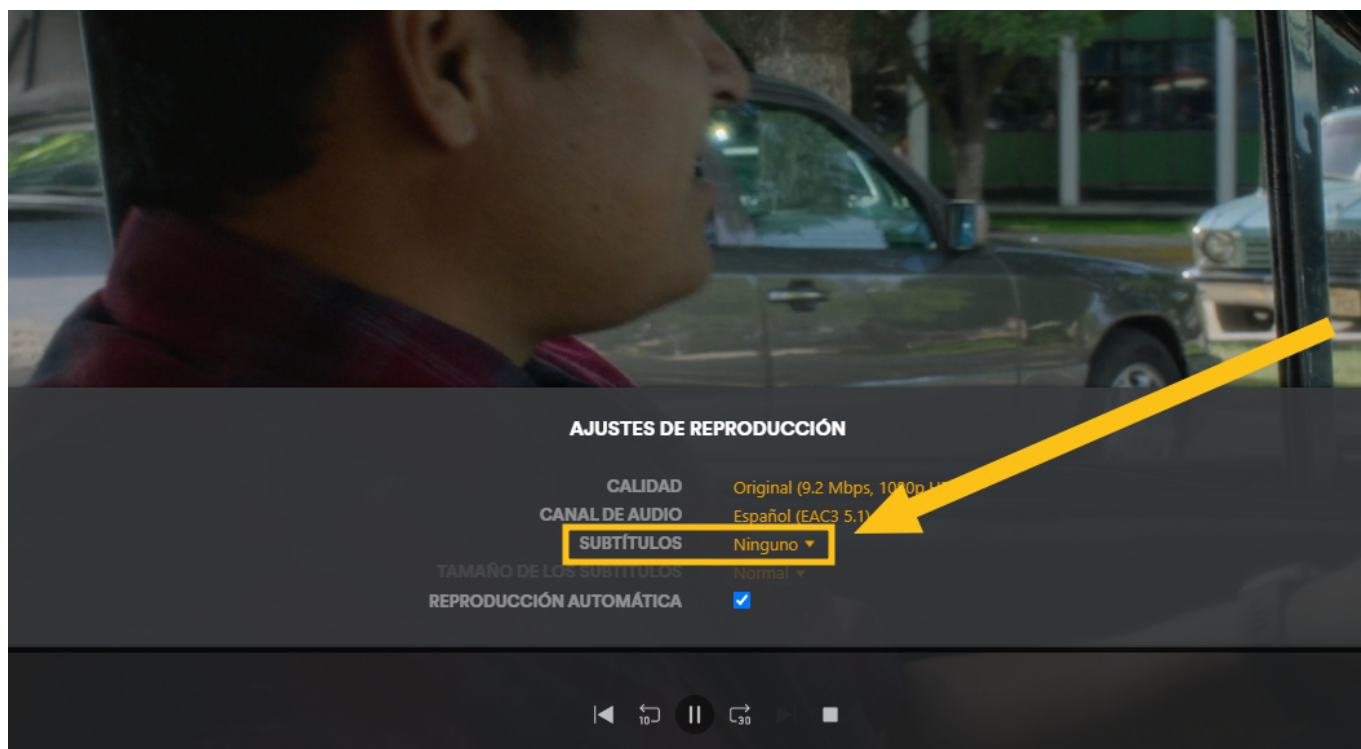 AJUSTES DE REPRODUCCIÓN
CALIDAD Original (9.2 Mbps, 1080p
CANAL DE AUDIO Español (EAC3 5.1)
SUBTÍTULOS Ninguno
TAMAÑO DE LOS SUBTÍTULOS Normal
REPRODUCCIÓN AUTOMÁTICA
10 30